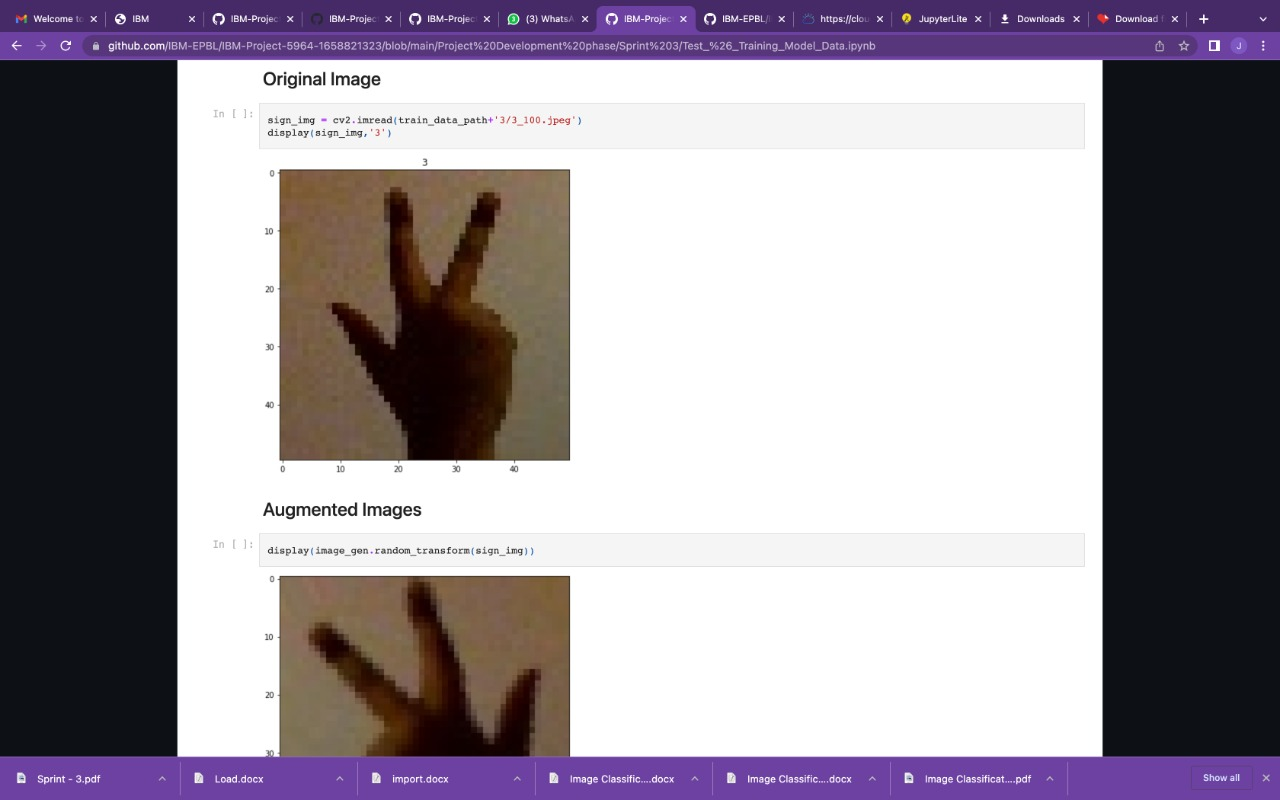 Welcome to
IBM
IBM-Projec
IBM-Projec
IBM-Projec
(3) WhatsA
IBM-Projec
IBM-EPBL/I
https://clou
JupyterLite
Downloads
Download f
github.com/IBM-EPBL/IBM-Project-5964-1658821323/blob/main/Project%20Development%20phase/Sprint%203/Test_%26_Training_Model_Data.ipynb
J
Original Image
In [ ]:
sign_img = cv2.imread(train_data_path+'3/3_100.jpeg')
display(sign_img,'3')
3
0
10
20
30
40
0 10 20 30 40
Augmented Images
In [ ]:
display(image_gen.random_transform(sign_img))
0
10
20
30
Sprint - 3.pdf
Load.docx
import.docx
Image Classific....docx
Image Classific....docx
Image Classificat....pdf
Show all